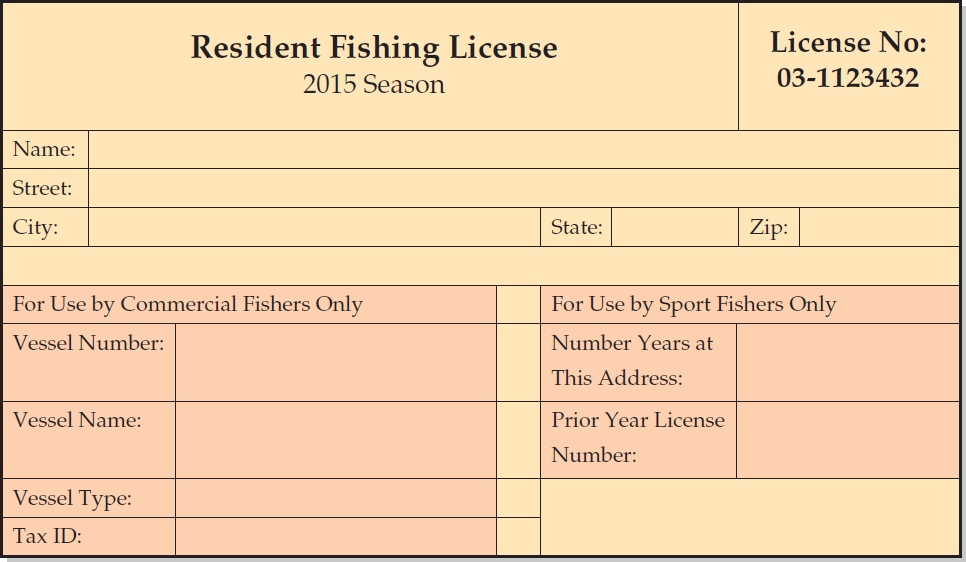 Resident Fishing License
2015 Season
License No:
03-1123432
Name:
Street:
City:
State:
Zip:
For Use by Commercial Fishers Only
Vessel Number:
Vessel Name:
Vessel Type:
Tax ID:
For Use by Sport Fishers Only
Number Years at
This Address:
Prior Year License
Number: